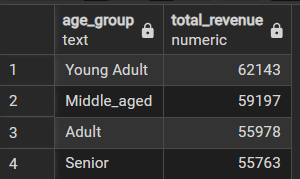 age_group total_revenue
text numeric
1 Young Adult 62143
2 Middle_aged 59197
3 Adult 55978
4 Senior 55763